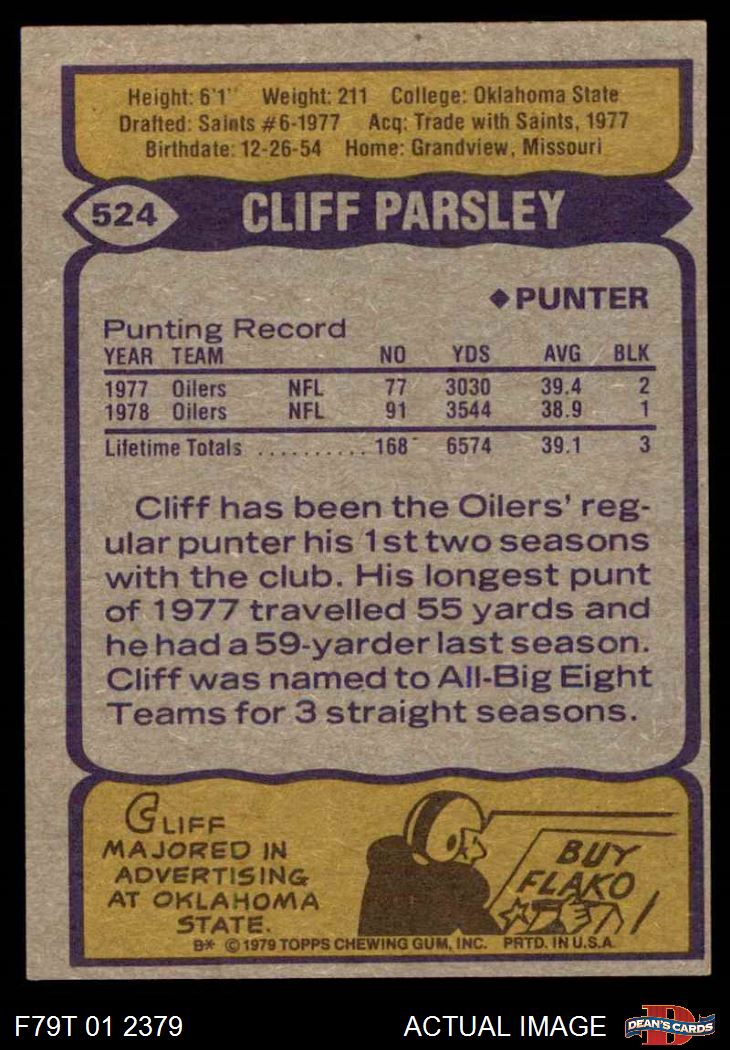 Height: 6'1" Weight: 211 College: Oklahoma State
Drafted: Saints #6-1977 Acq: Trade with Saints, 1977
Birthdate: 12-26-54 Home: Grandview, Missouri
524 CLIFF PARSLEY
◆PUNTER
Punting Record
YEAR TEAM NO YDS AVG BLK
1977 Oilers NFL 77 3030 39.4 2
1978 Oilers NFL 91 3544 38.9 1
Lifetime Totals .......... 168 6574 39.1 3
Cliff has been the Oilers' reg-
ular punter his 1st two seasons
with the club. His longest punt
of 1977 travelled 55 yards and
he had a 59-yarder last season.
Cliff was named to All-Big Eight
Teams for 3 straight seasons.
CLIFF
MAJORED IN
ADVERTISING
AT OKLAHOMA
STATE.
BUY
FLAKO
B* © 1979 TOPPS CHEWING GUM, INC. PRTD. IN U.S.A.
F79T 01 2379 ACTUAL IMAGE D DEAN'S CARDS